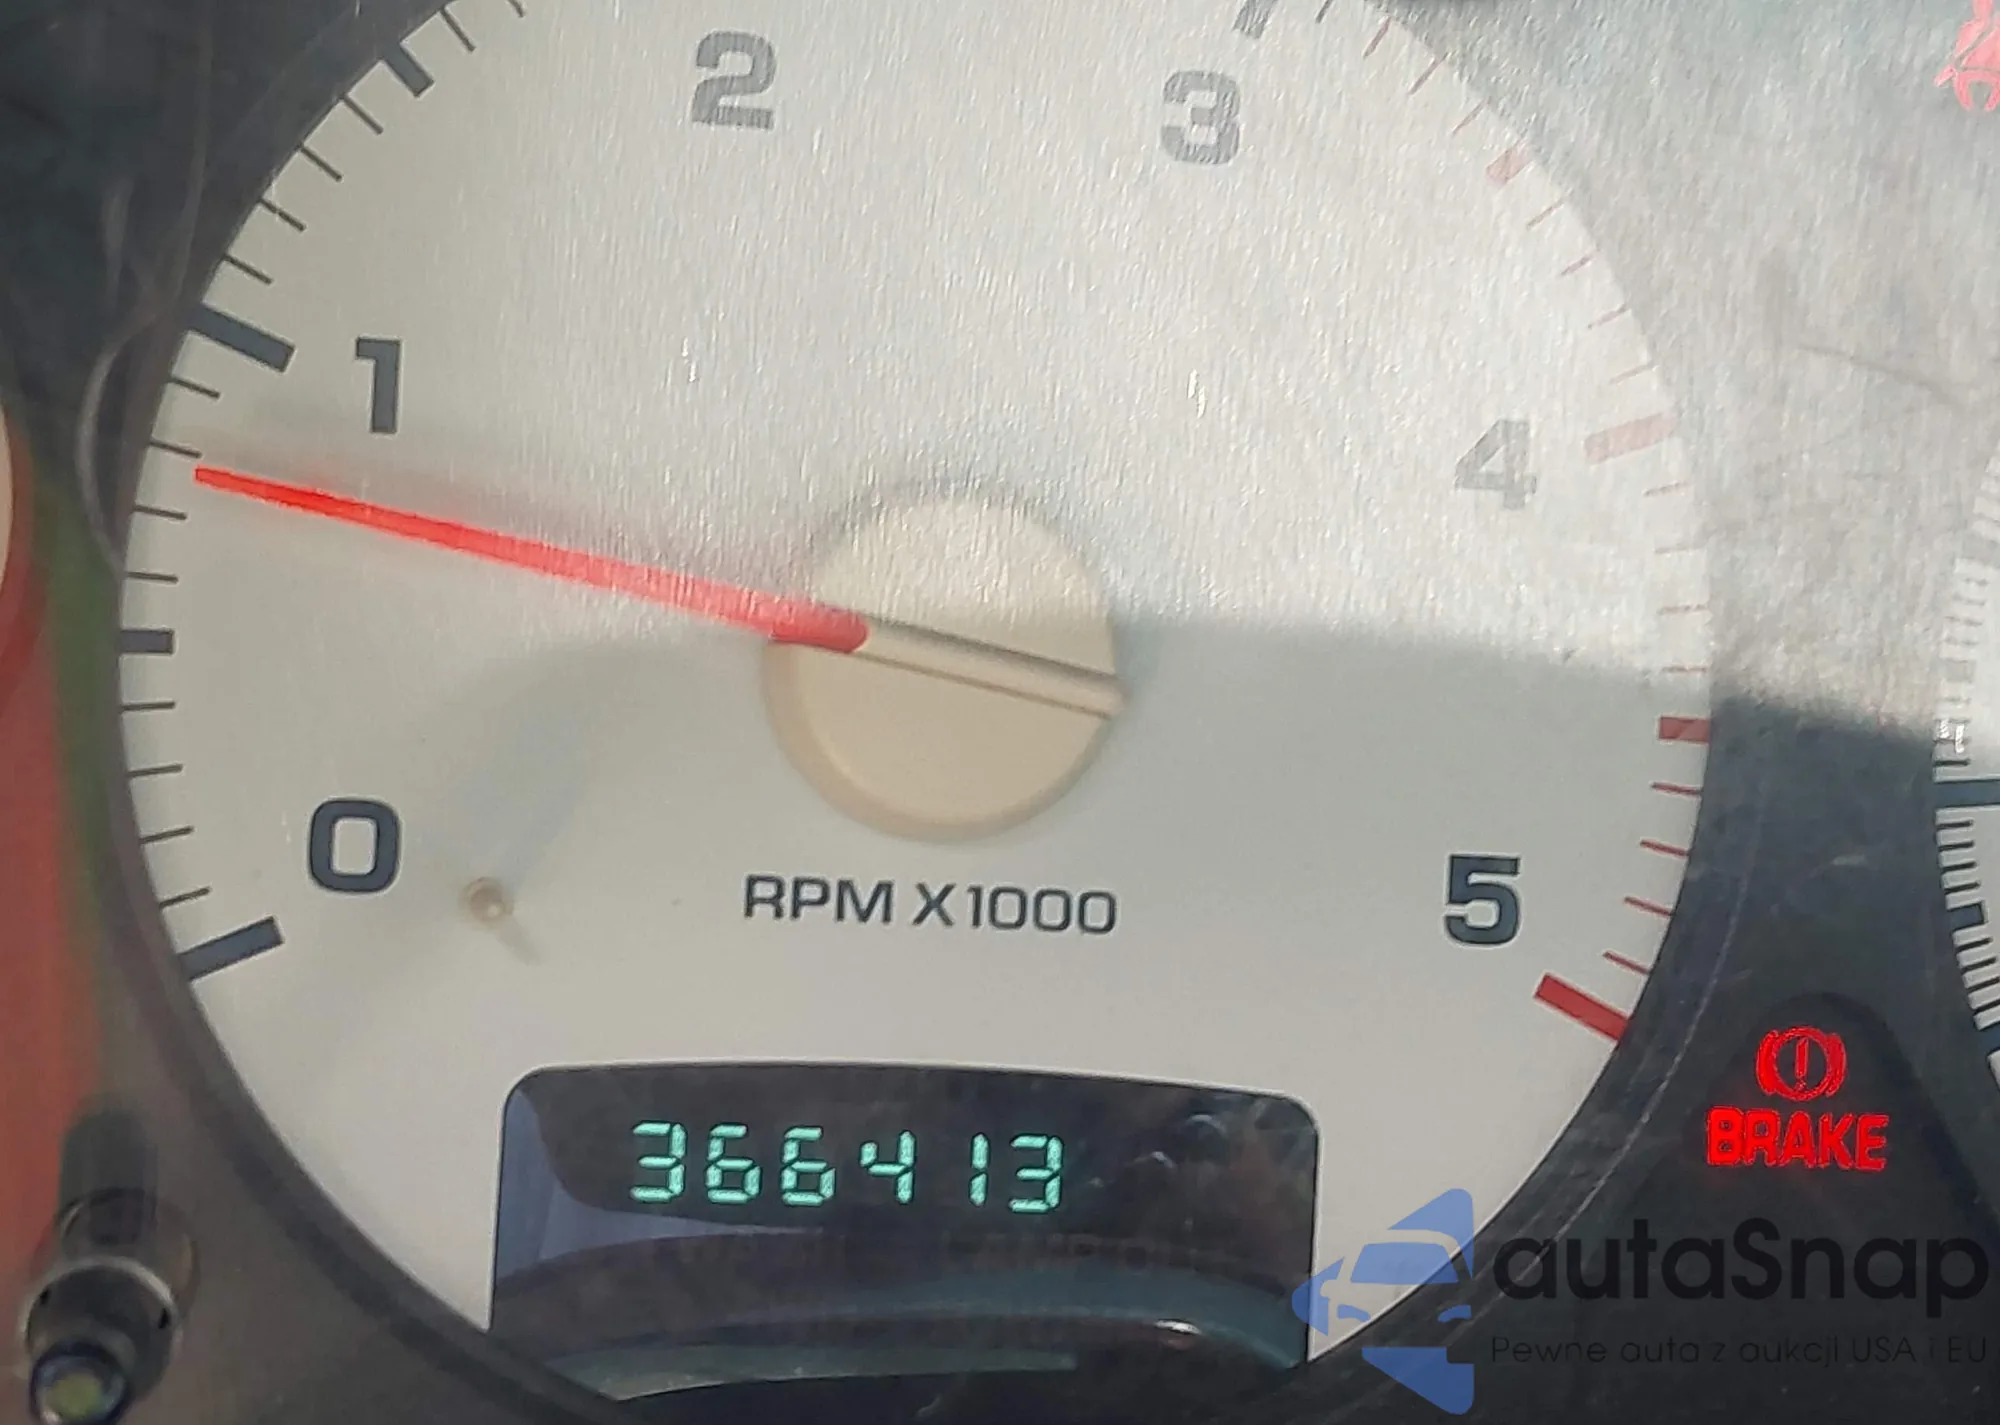 2
3
1
4
0
5
RPM X1000
366413
BRAKE
autaSnap
Pewne auta z aukcji USA i EU